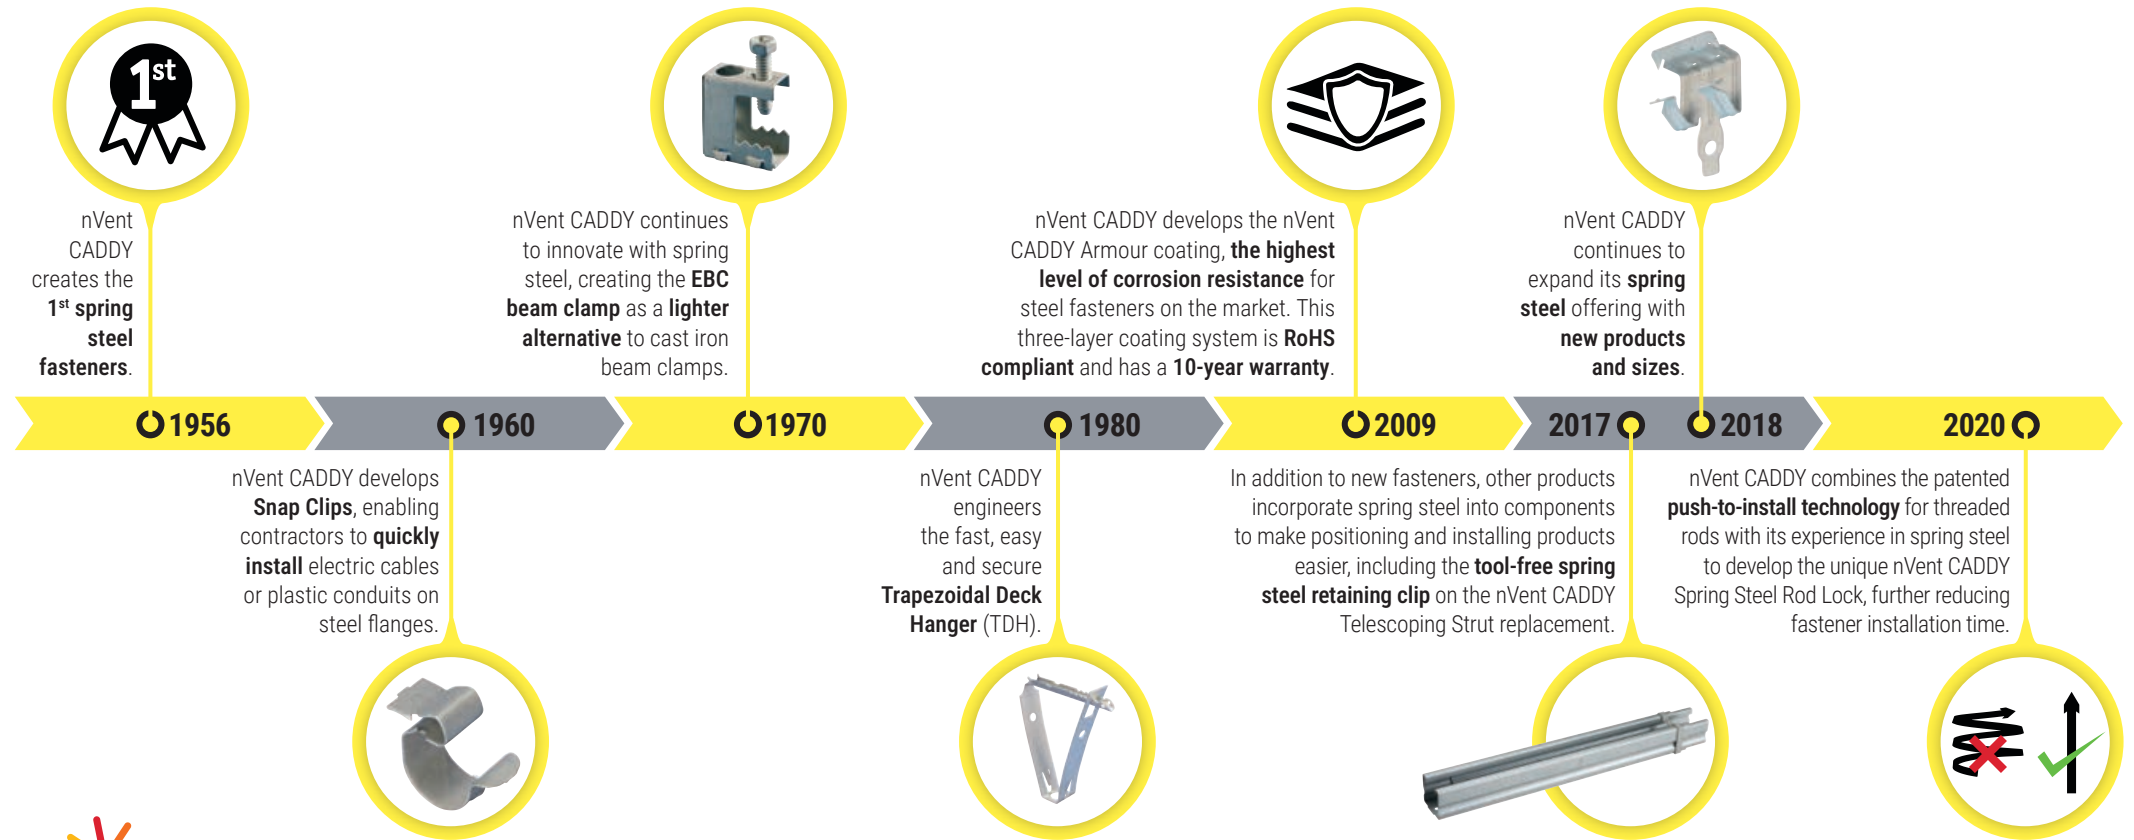 1st
nVent
CADDY
creates the
1st spring
steel
fasteners.
nVent CADDY continues
to innovate with spring
steel, creating the EBC
beam clamp as a lighter
alternative to cast iron
beam clamps.
nVent CADDY develops the nVent
CADDY Armour coating, the highest
level of corrosion resistance for
steel fasteners on the market. This
three-layer coating system is RoHS
compliant and has a 10-year warranty.
nVent CADDY
continues to
expand its spring
steel offering with
new products
and sizes.
1956
1960
1970
1980
2009
2017
2018
2020
nVent CADDY develops
Snap Clips, enabling
contractors to quickly
install electric cables
or plastic conduits on
steel flanges.
nVent CADDY
engineers
the fast, easy
and secure
Trapezoidal Deck
Hanger (TDH).
In addition to new fasteners, other products
incorporate spring steel into components
to make positioning and installing products
easier, including the tool-free spring
steel retaining clip on the nVent CADDY
Telescoping Strut replacement.
nVent CADDY combines the patented
push-to-install technology for threaded
rods with its experience in spring steel
to develop the unique nVent CADDY
Spring Steel Rod Lock, further reducing
fastener installation time.